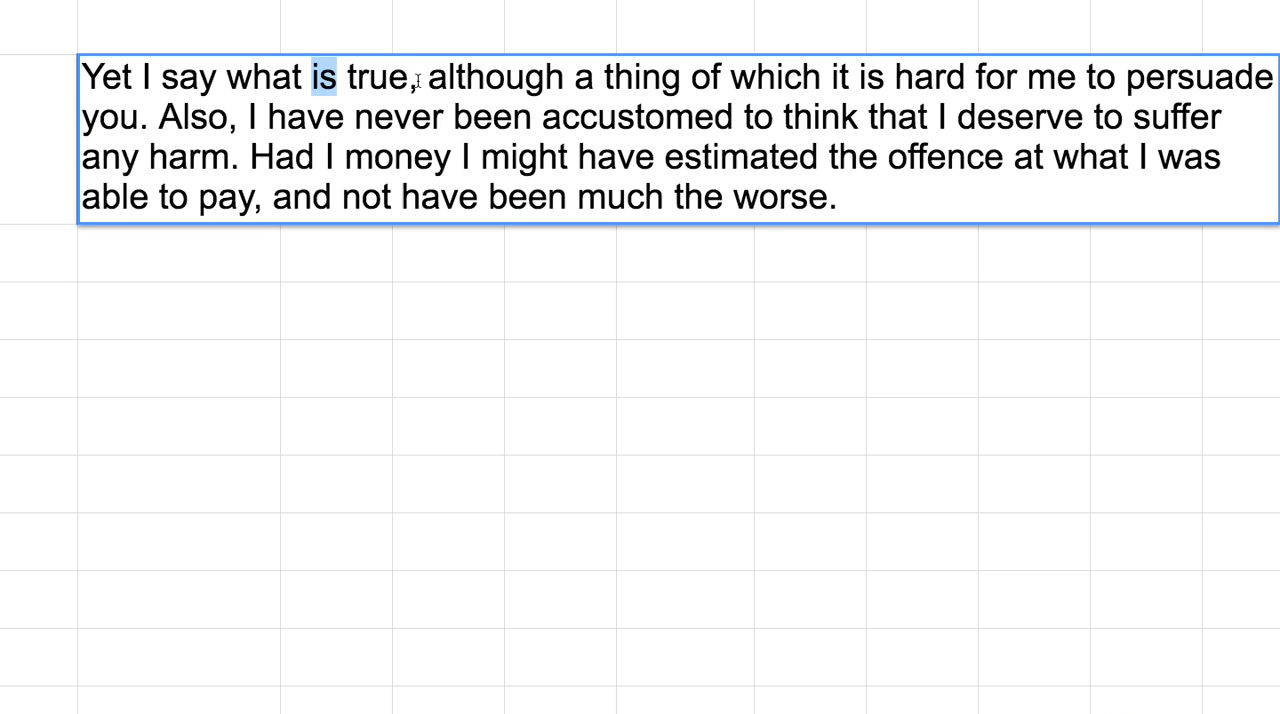 Yet I say what is true, although a thing of which it is hard for me to persuade
you. Also, I have never been accustomed to think that I deserve to suffer
any harm. Had I money I might have estimated the offence at what I was
able to pay, and not have been much the worse.